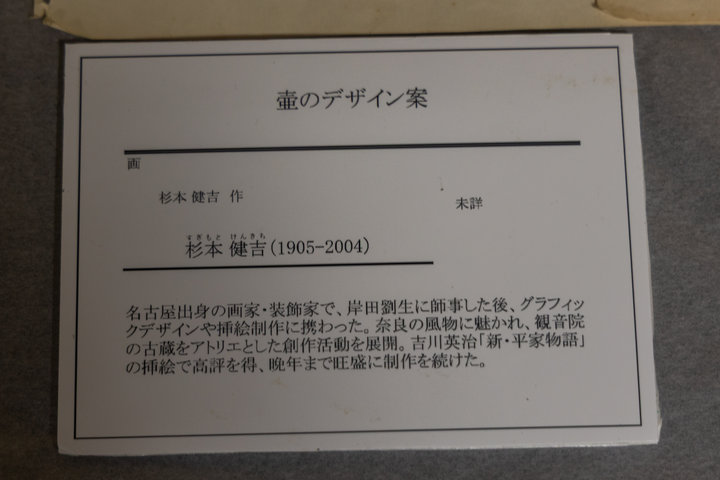 壷のデザイン案
画
杉本 健吉 作
未詳
すぎもと けんきち
杉本 健吉(1905-2004)
名古屋出身の画家・装飾家で、岸田劉生に師事した後、グラフィッ
クデザインや挿絵制作に携わった。奈良の風物に魅かれ、観音院
の古蔵をアトリエとした創作活動を展開。吉川英治「新・平家物語」
の挿絵で高評を得、晩年まで旺盛に制作を続けた。